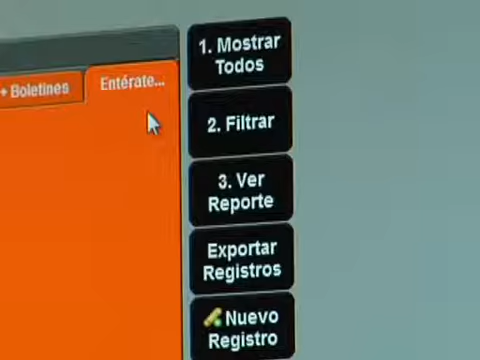 + Boletines
Entérate...
1. Mostrar
Todos
2. Filtrar
3. Ver
Reporte
Exportar
Registros
Nuevo
Registro